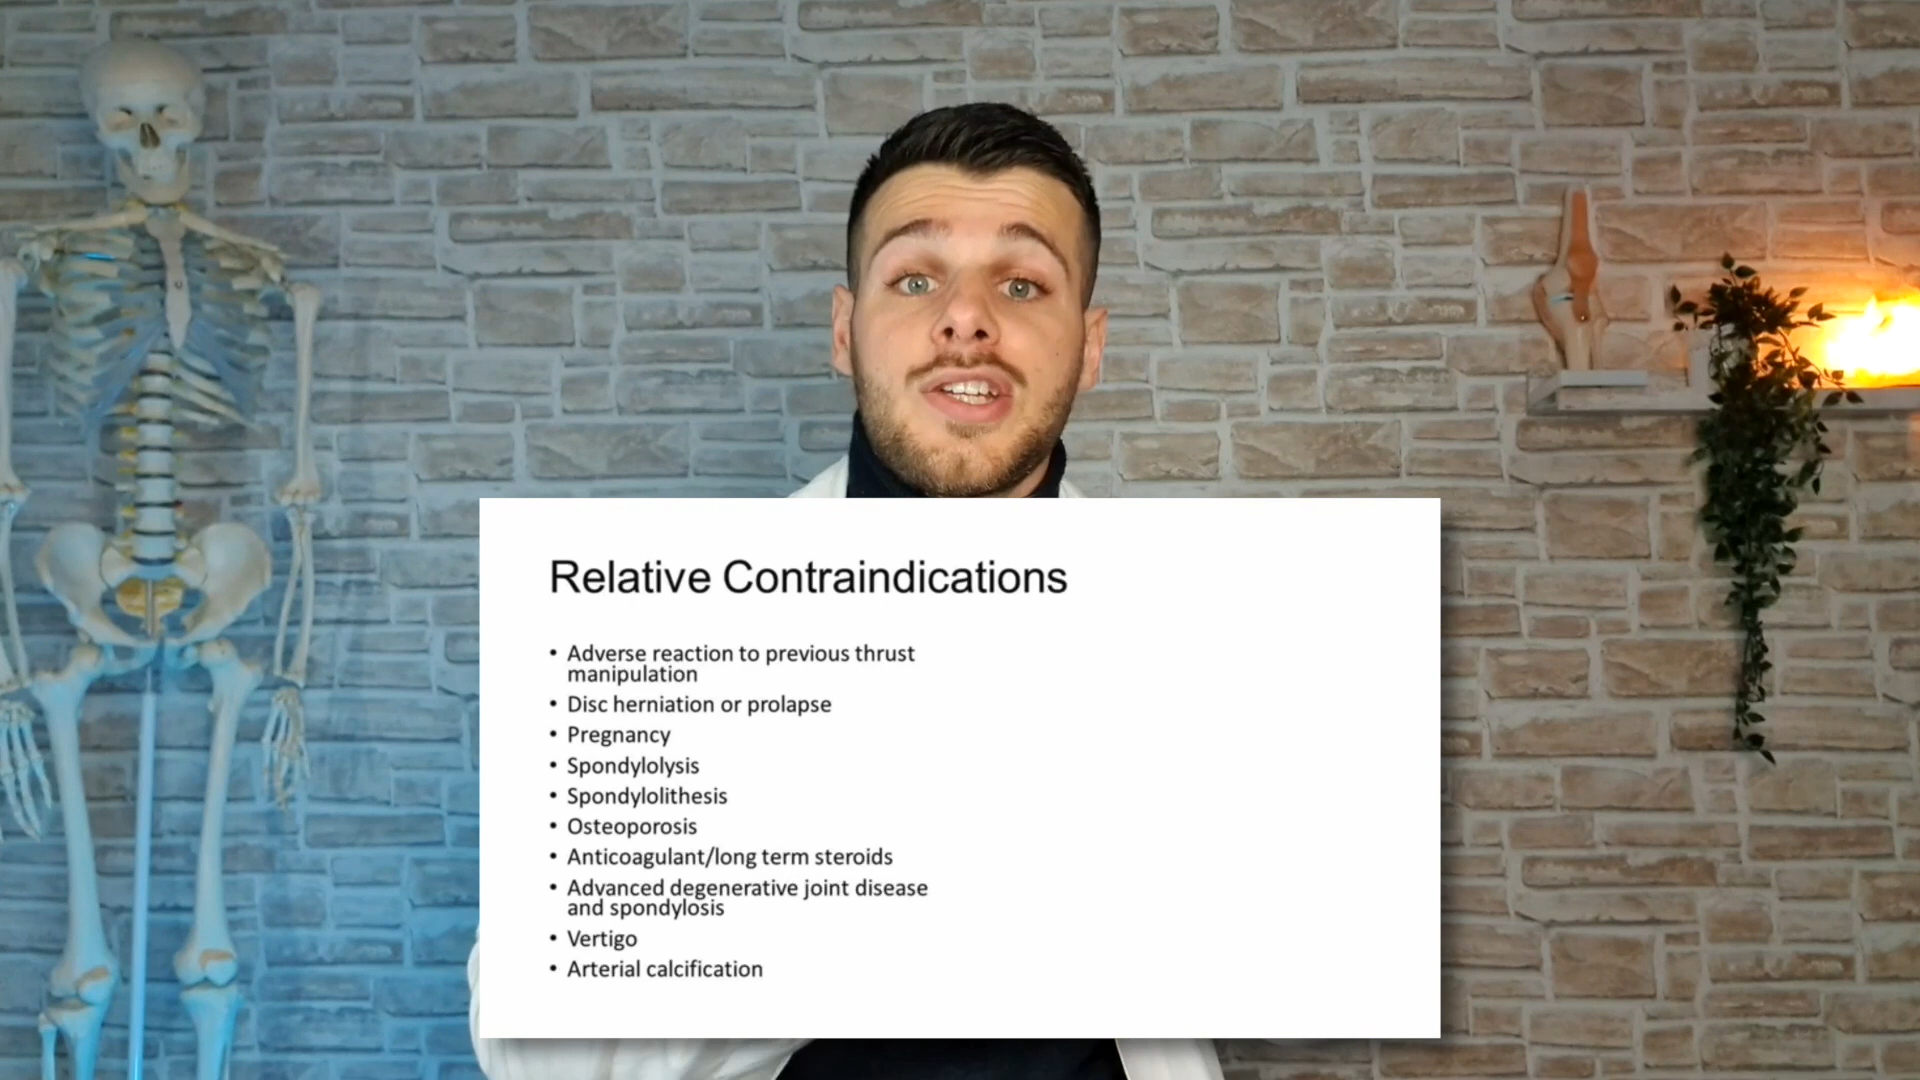 Relative Contraindications
• Adverse reaction to previous thrust
manipulation
• Disc herniation or prolapse
• Pregnancy
• Spondylolysis
• Spondylolithesis
• Osteoporosis
• Anticoagulant/long term steroids
• Advanced degenerative joint disease
and spondylosis
• Vertigo
• Arterial calcification